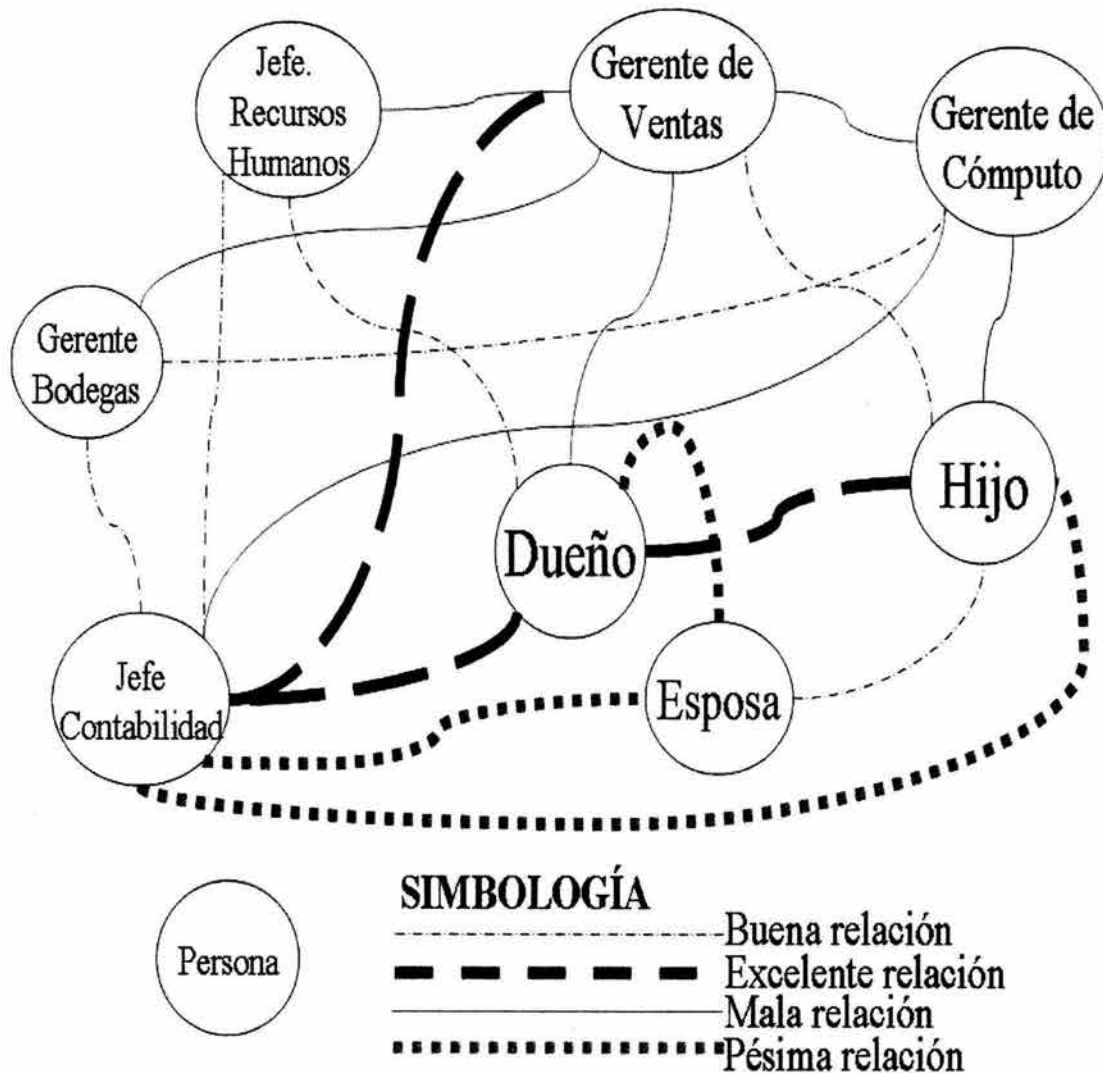 Jefe.
Recursos
Humanos
Gerente de
Ventas
Gerente de
Cómputo
Gerente
Bodegas
Hijo
Dueño
Jefe
Contabilidad
Esposa
Persona
SIMBOLOGÍA
Buena relación
Excelente relación
Mala relación
Pésima relación